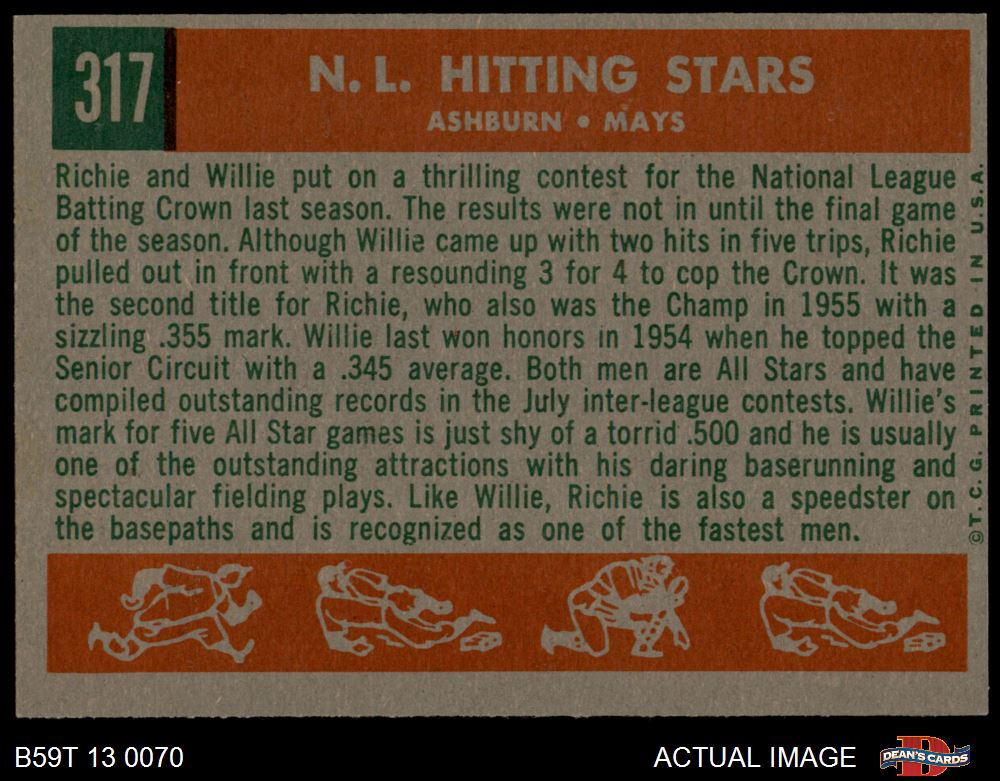 317
N. L. HITTING STARS
ASHBURN • MAYS
Richie and Willie put on a thrilling contest for the National League
Batting Crown last season. The results were not in until the final game
of the season. Although Willie came up with two hits in five trips, Richie
pulled out in front with a resounding 3 for 4 to cop the Crown. It was
the second title for Richie, who also was the Champ in 1955 with a
sizzling .355 mark. Willie last won honors in 1954 when he topped the
Senior Circuit with a .345 average. Both men are All Stars and have
compiled outstanding records in the July inter-league contests. Willie's
mark for five All Star games is just shy of a torrid .500 and he is usually
one of the outstanding attractions with his daring baserunning and
spectacular fielding plays. Like Willie, Richie is also a speedster on
the basepaths and is recognized as one of the fastest men.
©T. C. G. PRINTED IN U.S.A.
B59T 13 0070
ACTUAL IMAGE
DEAN'S CARDS